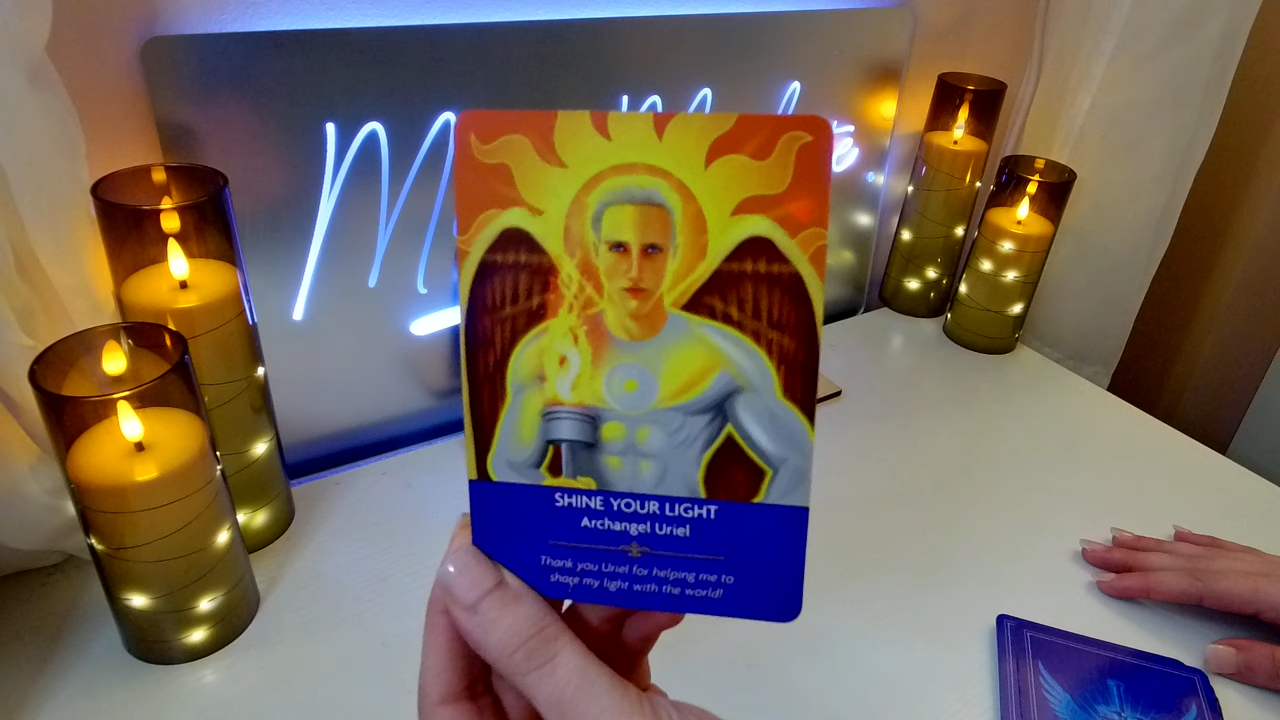 SHINE YOUR LIGHT
Archangel Uriel
Thank you Uriel for helping me to
share my light with the world!